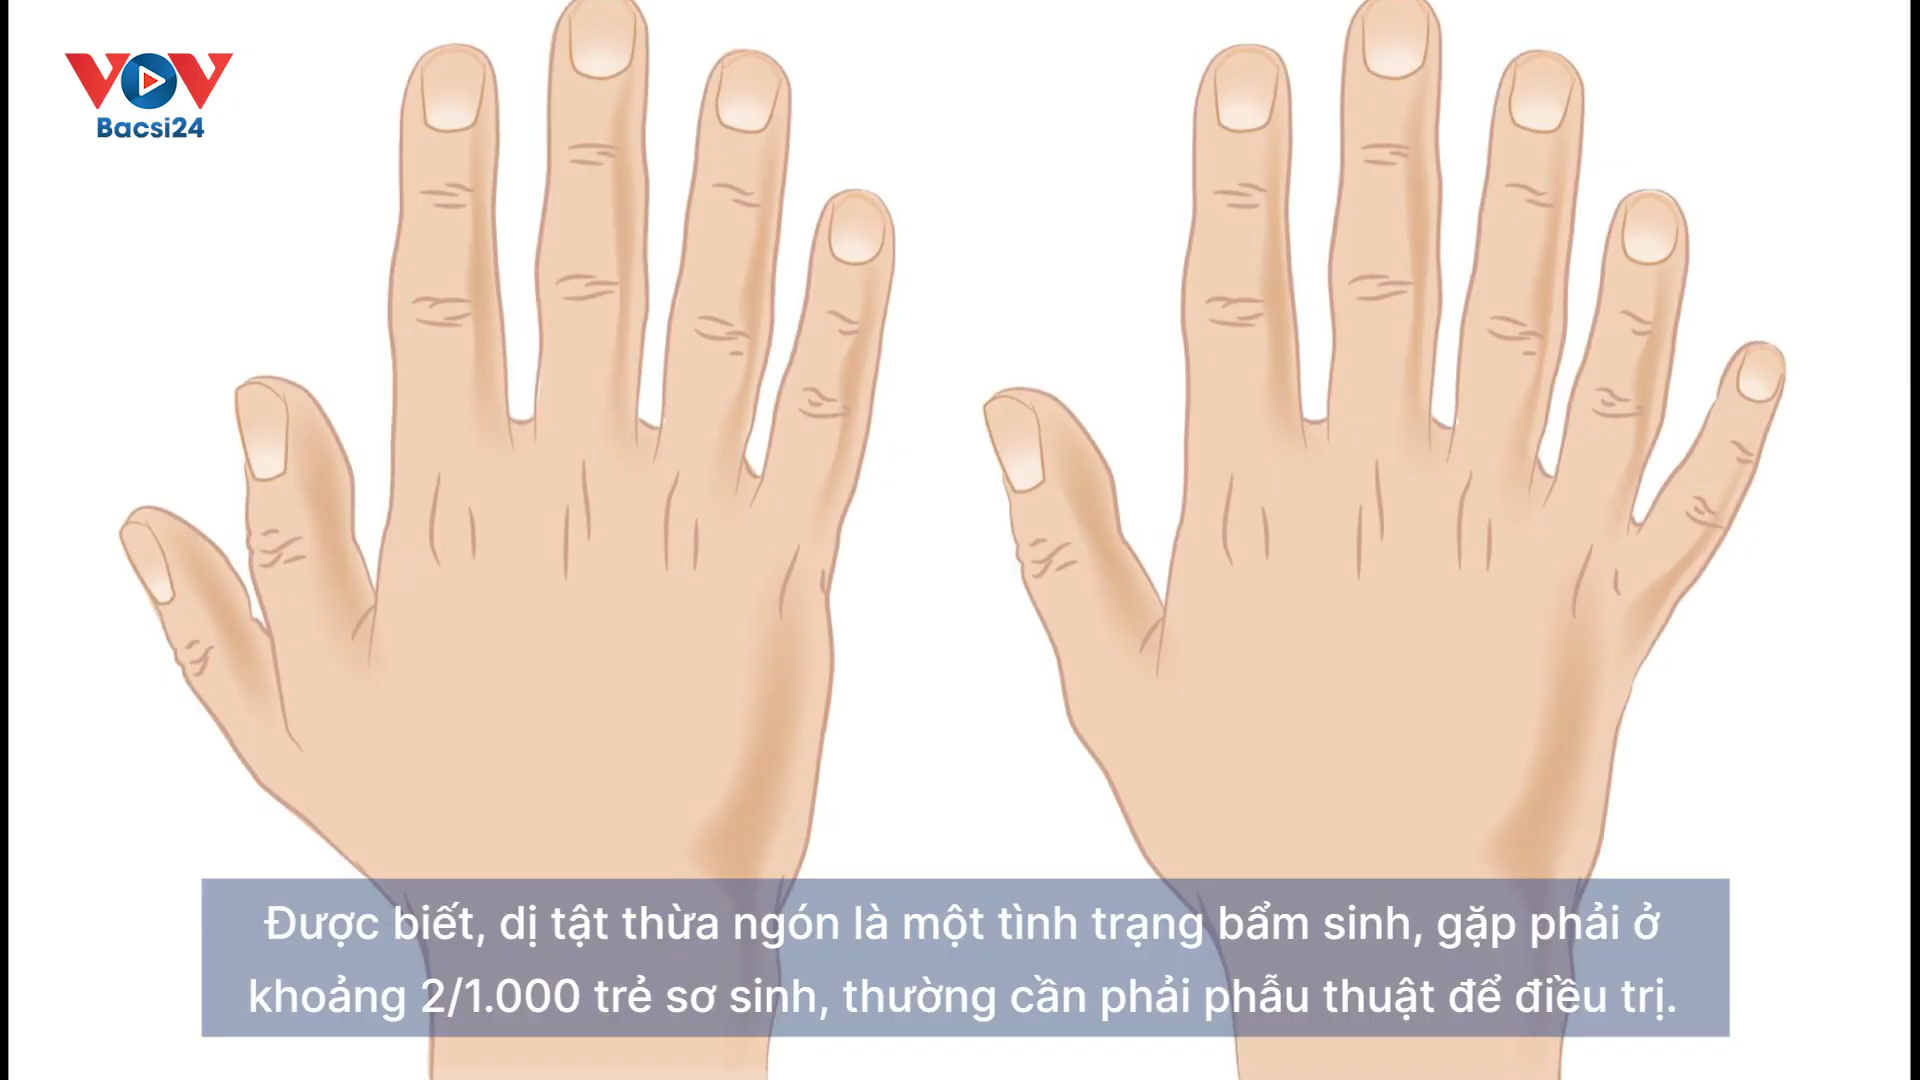 VOV
Bacsi24
Được biết, dị tật thừa ngón là một tình trạng bẩm sinh, gặp phải ở
khoảng 2/1.000 trẻ sơ sinh, thường cần phải phẫu thuật để điều trị.